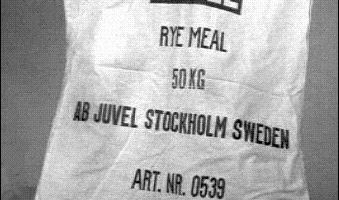 RYE MEAL
50 KG
AB JUVEL STOCKHOLM SWEDEN
ART. NR. 0539